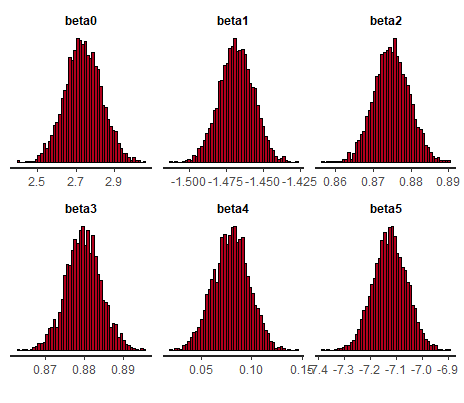 beta0 beta1 beta2
2.5 2.7 2.9 -1.500 -1.475 -1.450 -1.425 0.86 0.87 0.88 0.89
beta3 beta4 beta5
0.87 0.88 0.89 0.05 0.10 0.15 -7.4 -7.3 -7.2 -7.1 -7.0 -6.9